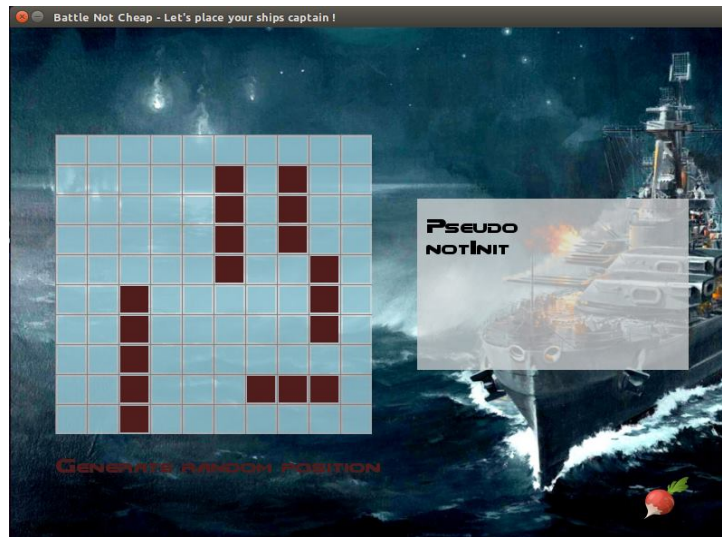 Battle Not Cheap - Let's place your ships captain !
Pseudo
notInit
Generate random position